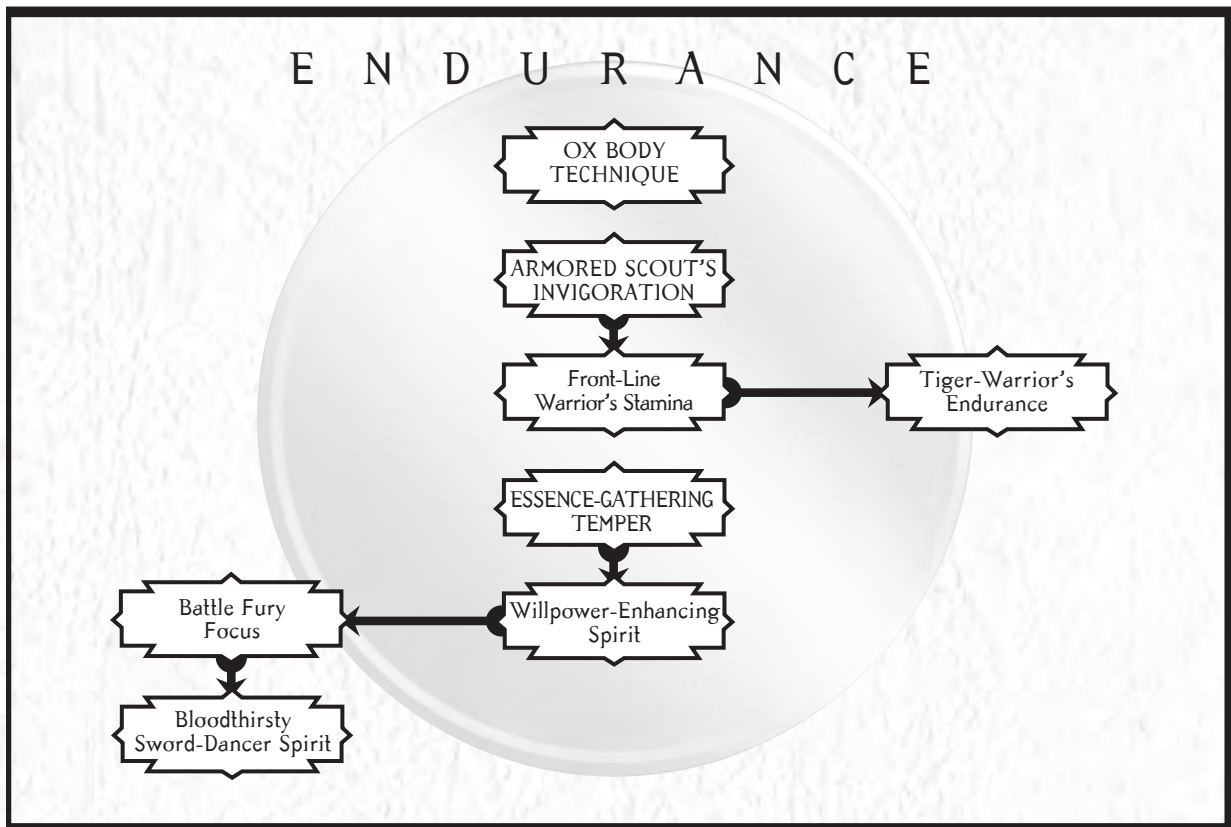 ENDURANCE
OX BODY
TECHNIQUE
ARMORED SCOUT'S
INVIGORATION
Front-Line
Warrior's Stamina
Tiger-Warrior's
Endurance
ESSENCE-GATHERING
TEMPER
Willpower-Enhancing
Spirit
Battle Fury
Focus
Bloodthirsty
Sword-Dancer Spirit